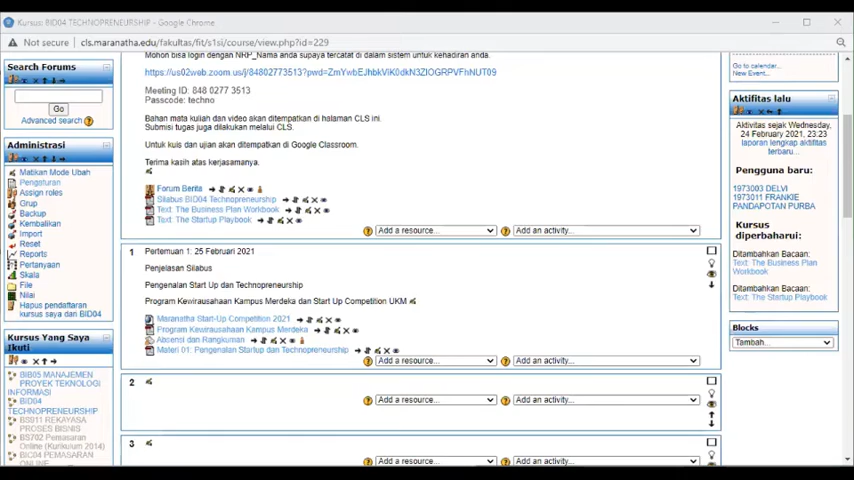 Kursus: BID04 TECHNOPRENEURSHIP - Google Chrome
Not secure
cls.maranatha.edu/fakultas/fit/s1si/course/view.php?id=229
Search Forums
Go
Advanced search
Administrasi
Matikan Mode Ubah
Pengaturan
Assign roles
Grup
Backup
Kembalikan
Import
Reset
Reports
Pertanyaan
Skala
File
Nilai
Hapus pendaftaran
kursus saya dari BID04
Kursus Yang Saya
Ikuti
BIB05 MANAJEMEN
PROYEK TEKNOLOGI
INFORMASI
BID04
TECHNOPRENEURSHIP
BS011 REKAYASA
PROSES BISNIS
BS702 Pemasaran
Online (Kurikulum 2014)
BIC04 PEMASARAN
ONLINE
Mohon bisa login dengan NRP_Nama anda supaya tercatat di dalam sistem untuk kehadiran anda.
Meeting ID: 848 0277 3513
Passcode: techno
Bahan mata kuliah dan video akan ditempatkan di halaman CLS ini.
Submisi tugas juga dilakukan melalui CLS.
Untuk kuis dan ujian akan ditempatkan di Google Classroom.
Terima kasih atas kerjasamanya.
Forum Berita
Silabus BID04 Technopreneurship
Text: The Business Plan Workbook
Text: The Startup Playbook
Add a resource...
Add an activity...
1
Pertemuan 1: 25 Februari 2021
Penjelasan Silabus
Pengenalan Start Up dan Technopreneurship
Program Kewirausahaan Kampus Merdeka dan Start Up Competition UKM
Maranatha Start-Up Competition 2021
Program Kewirausahaan Kampus Merdeka
Absensi dan Rangkuman
Materi 01: Pengenalan Startup dan Technopreneurship
Add a resource...
Add an activity...
2
Add a resource...
Add an activity...
3
Add a resource...
Add an activity...
Go to calendar...
New Event...
Aktifitas lalu
Aktivitas sejak Wednesday,
24 February 2021, 23:23
laporan lengkap aktifitas
terbaru...
Pengguna baru:
1973003 DELVI
1973011 FRANKIE
PANDAPOTAN PURBA
Kursus
diperbaharui:
Ditambahkan Bacaan:
Text: The Business Plan
Workbook
Ditambahkan Bacaan:
Text: The Startup Playbook
Blocks
Tambah...